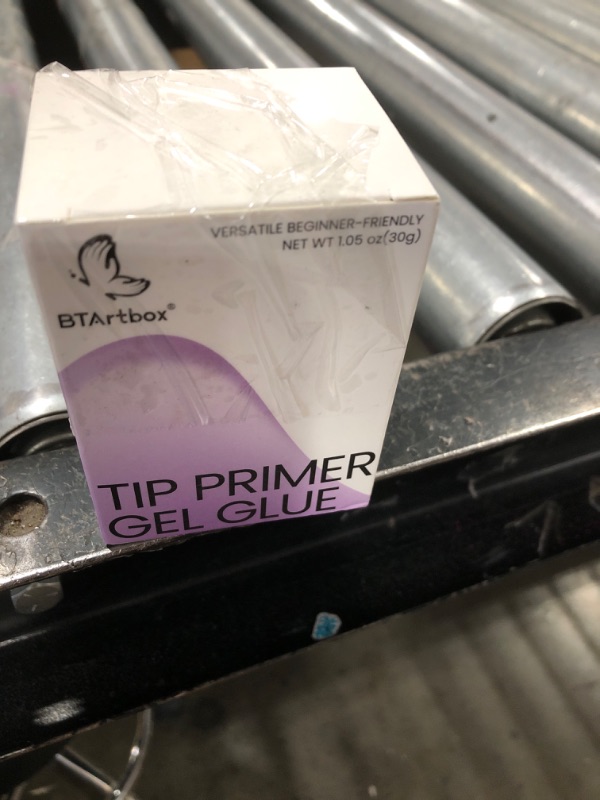 VERSATILE BEGINNER-FRIENDLY
NET WT 1.05 oz(30g)
BTArtbox®
TIP PRIMER
GEL GLUE